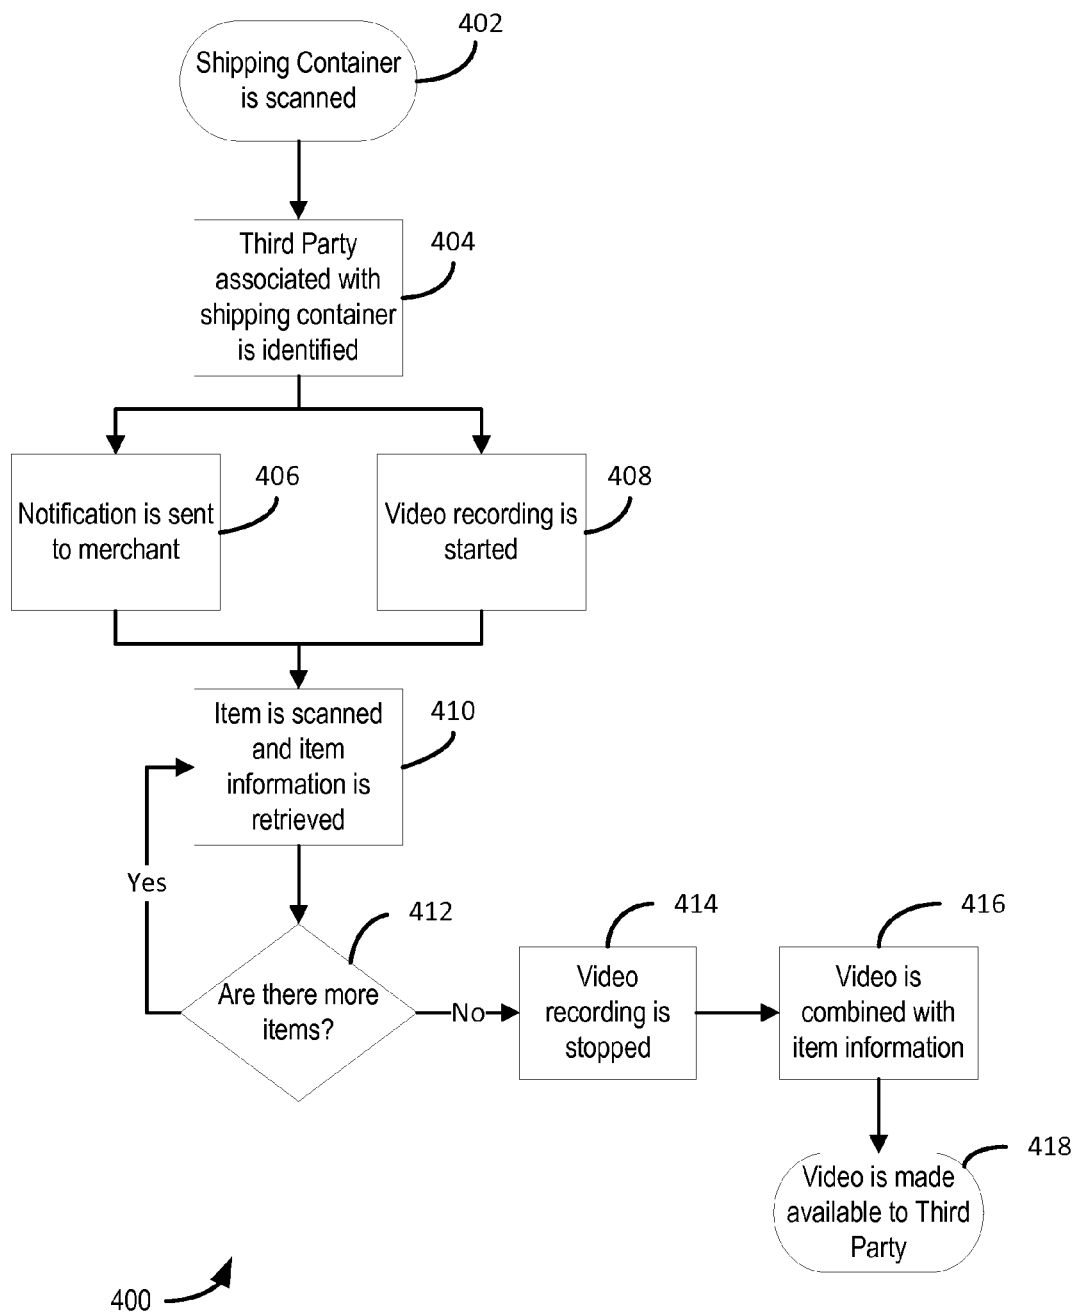 402
Shipping Container
is scanned
404
Third Party
associated with
shipping container
is identified
406
Notification is sent
to merchant
408
Video recording is
started
410
Item is scanned
and item
information is
retrieved
Yes
412
Are there more
items?
No
414
Video
recording is
stopped
416
Video is
combined with
item information
418
Video is made
available to Third
Party
400